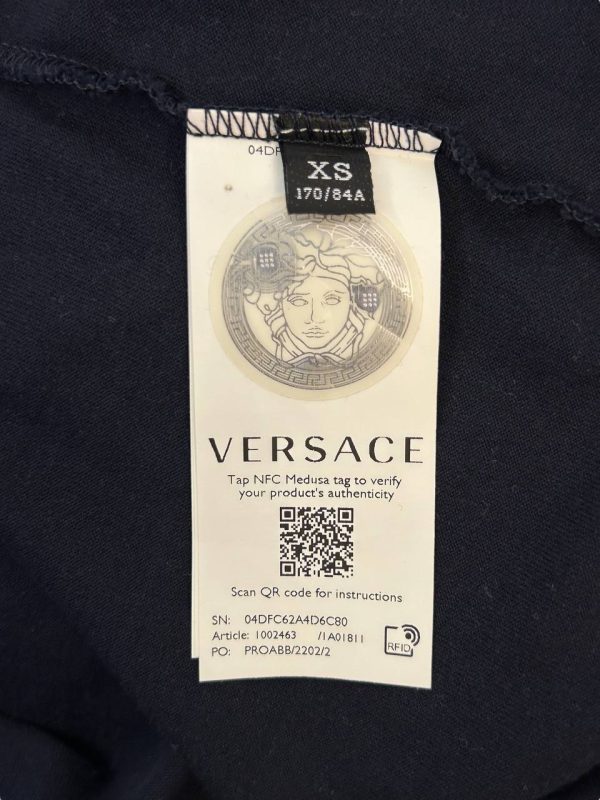 04DF
XS
170/84A
VERSACE
Tap NFC Medusa tag to verify
your product's authenticity
Scan QR code for instructions
SN: 04DFC62A4D6C80
Article: 1002463 /1A01811
PO: PROABB/2202/2
RFID